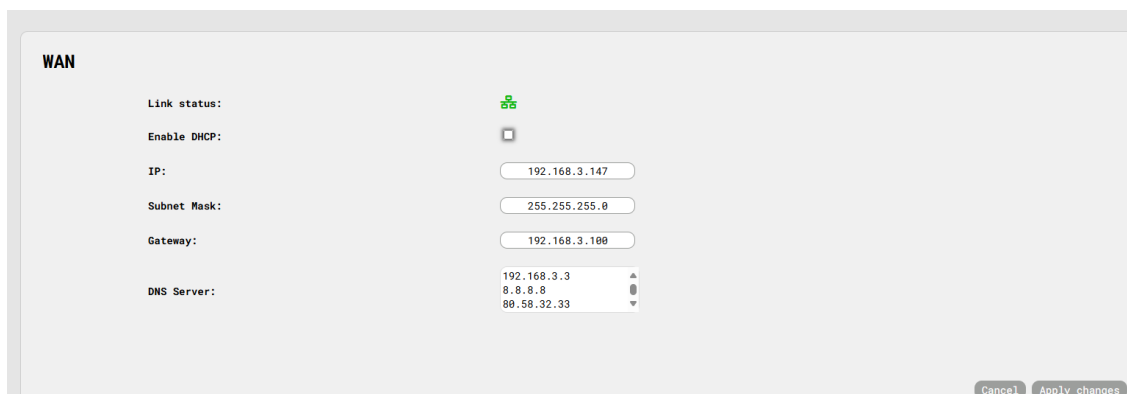 WAN
Link status:
Enable DHCP:
IP: 192.168.3.147
Subnet Mask: 255.255.255.0
Gateway: 192.168.3.100
DNS Server: 192.168.3.3
8.8.8.8
80.58.32.33
Cancel Apply changes